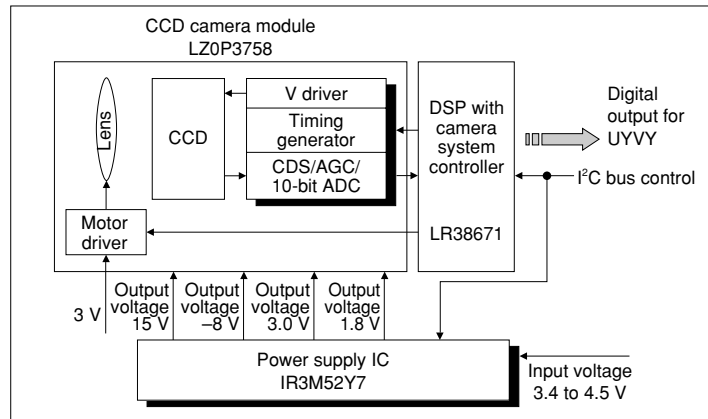 CCD camera module
LZ0P3758
Lens
CCD
V driver
Timing
generator
CDS/AGC/
10-bit ADC
Motor
driver
DSP with
camera
system
controller
LR38671
Digital
output for
UYVY
I²C bus control
3 V
Output
voltage
15 V
Output
voltage
–8 V
Output
voltage
3.0 V
Output
voltage
1.8 V
Power supply IC
IR3M52Y7
Input voltage
3.4 to 4.5 V